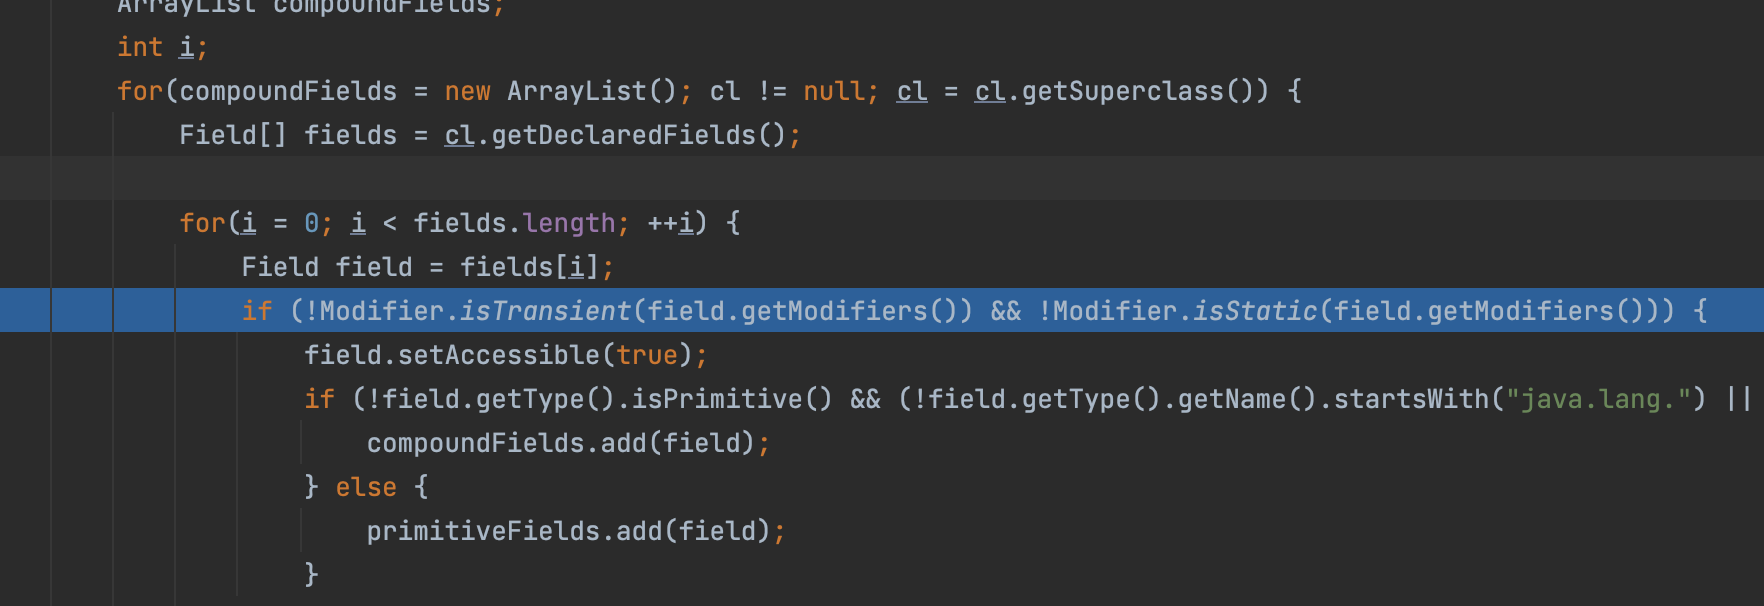 ArrayList compoundFields;
int i;
for(compoundFields = new ArrayList(); cl != null; cl = cl.getSuperclass()) {
Field[] fields = cl.getDeclaredFields();
for(i = 0; i < fields.length; ++i) {
Field field = fields[i];
if (!Modifier.isTransient(field.getModifiers()) && !Modifier.isStatic(field.getModifiers())) {
field.setAccessible(true);
if (!field.getType().isPrimitive() && (!field.getType().getName().startsWith("java.lang.") ||
compoundFields.add(field);
} else {
primitiveFields.add(field);
}